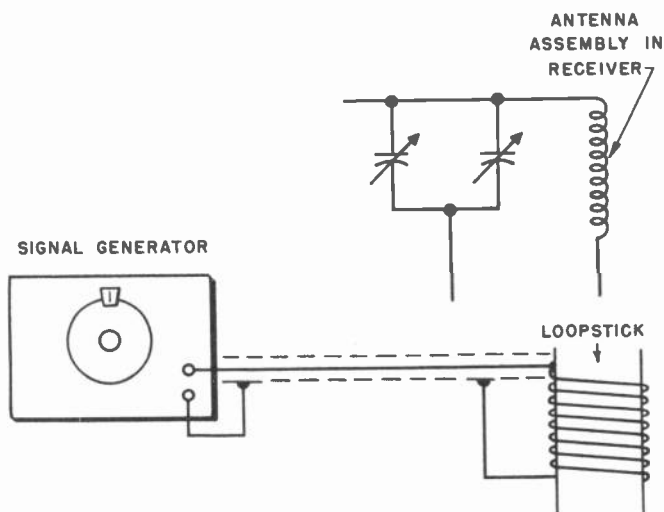 ANTENNA
ASSEMBLY IN
RECEIVER
SIGNAL GENERATOR
LOOPSTICK